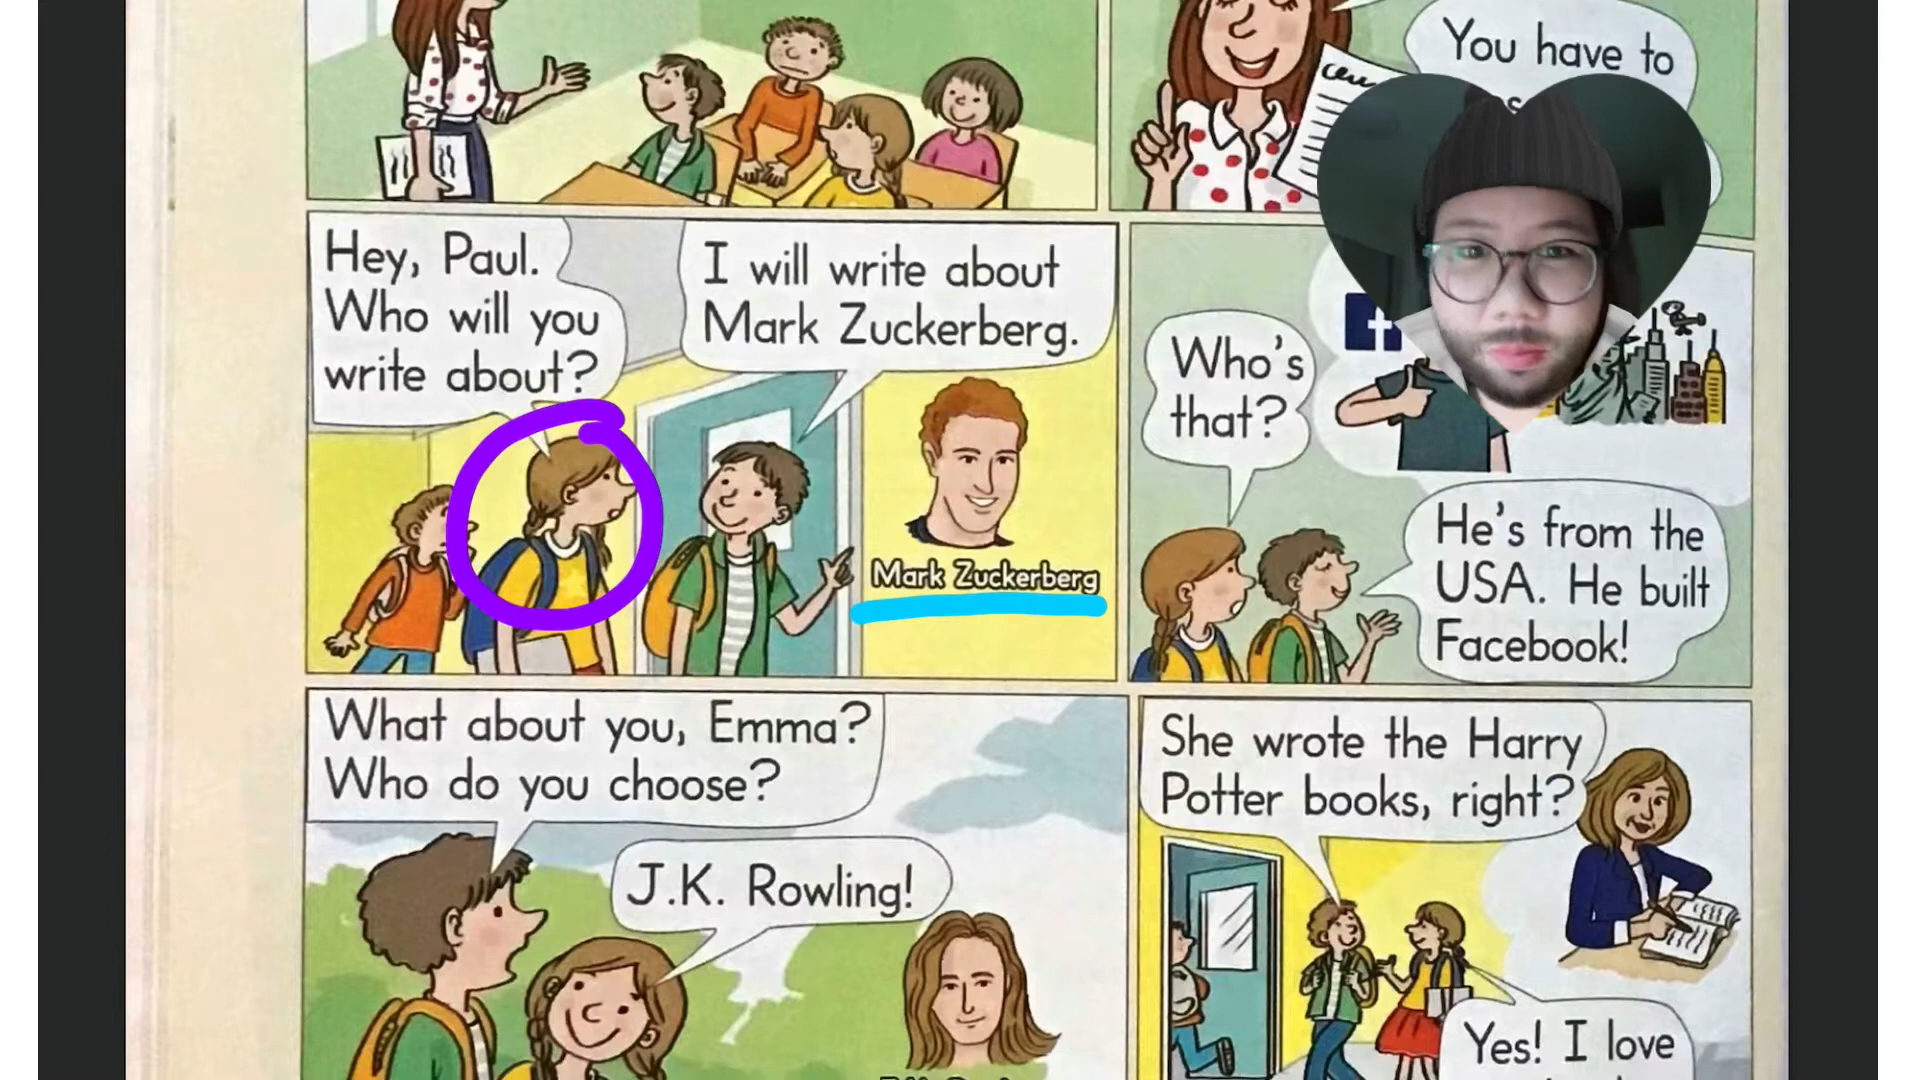 You have to
Hey, Paul.
Who will you
write about?
I will write about
Mark Zuckerberg.
Mark Zuckerberg
Who's
that?
He's from the
USA. He built
Facebook!
What about you, Emma?
Who do you choose?
J.K. Rowling!
She wrote the Harry
Potter books, right?
Yes! I love